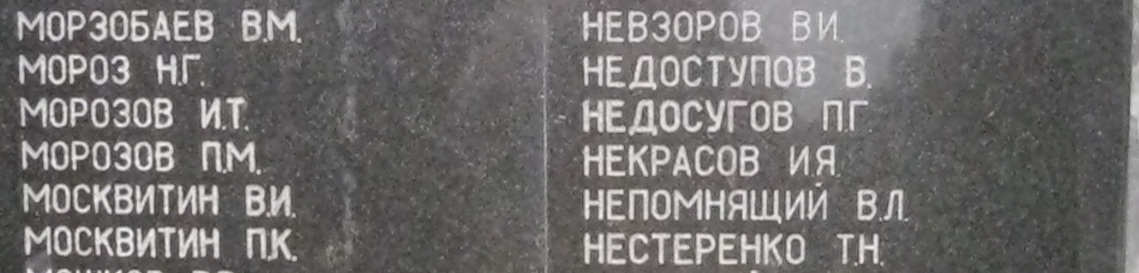 МОРЗОБАЕВ В.М.
МОРОЗ Н.Г.
МОРОЗОВ И.Т.
МОРОЗОВ П.М.
МОСКВИТИН В.И.
МОСКВИТИН П.К.
НЕВЗОРОВ В.И.
НЕДОСТУПОВ В.
НЕДОСУГОВ П.Г
НЕКРАСОВ И.Я.
НЕПОМНЯЩИЙ В.Л.
НЕСТЕРЕНКО Т.Н.